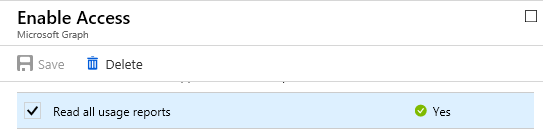 Enable Access
Microsoft Graph
Save Delete
Read all usage reports Yes